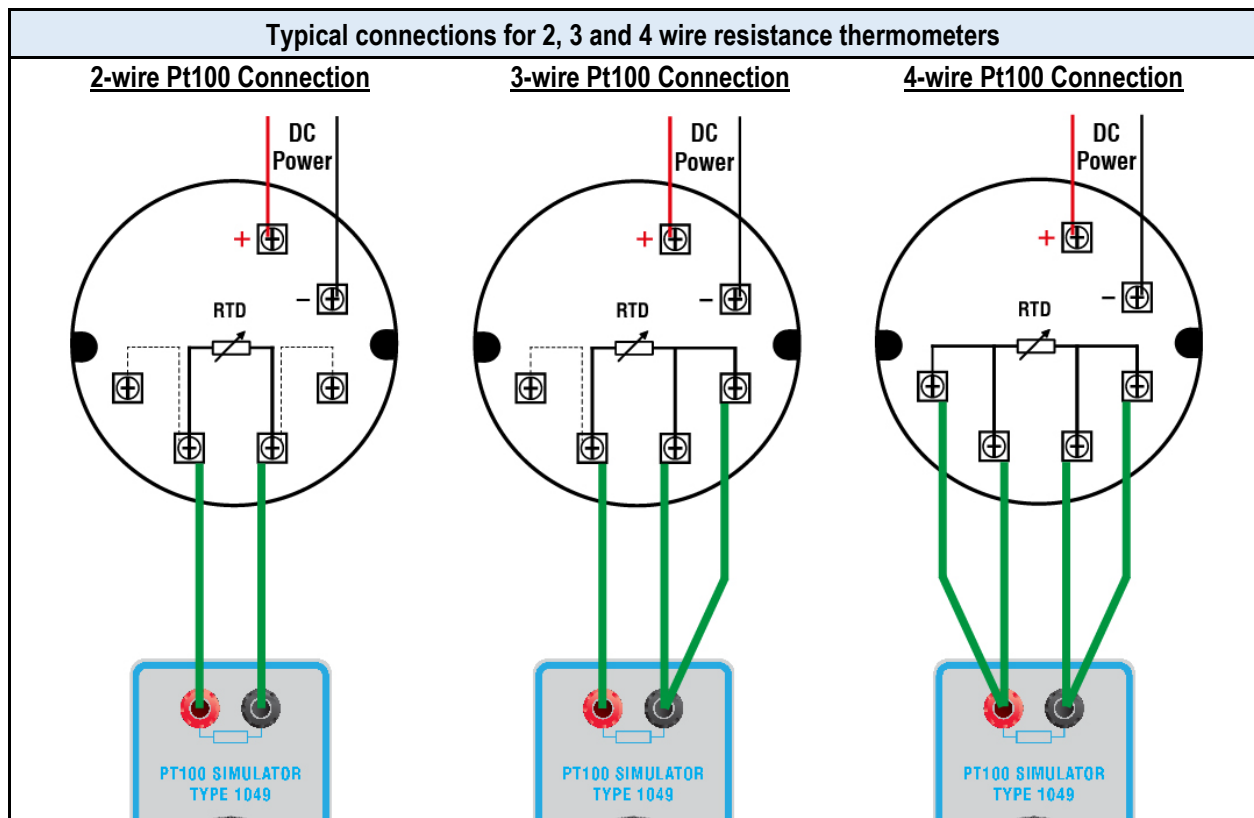 Typical connections for 2, 3 and 4 wire resistance thermometers
2-wire Pt100 Connection
3-wire Pt100 Connection
4-wire Pt100 Connection
DC
Power
+
–
RTD
DC
Power
+
–
RTD
DC
Power
+
–
RTD
PT100 SIMULATOR
TYPE 1049
PT100 SIMULATOR
TYPE 1049
PT100 SIMULATOR
TYPE 1049